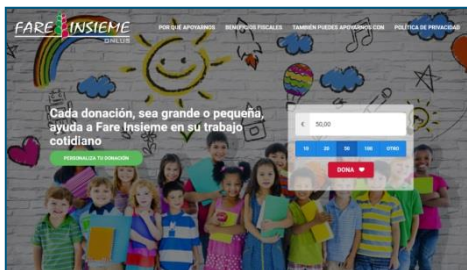 FARE INSIEME
ONLUS
POR QUÉ APOYARNOS BENEFICIOS FISCALES TAMBIÉN PUEDES APOYARNOS CON POLÍTICA DE PRIVACIDAD
Cada donación, sea grande o pequeña,
ayuda a Fare Insieme en su trabajo
cotidiano
PERSONALIZA TU DONACIÓN
€ 50,00
10 20 50 100 OTRO
DONA